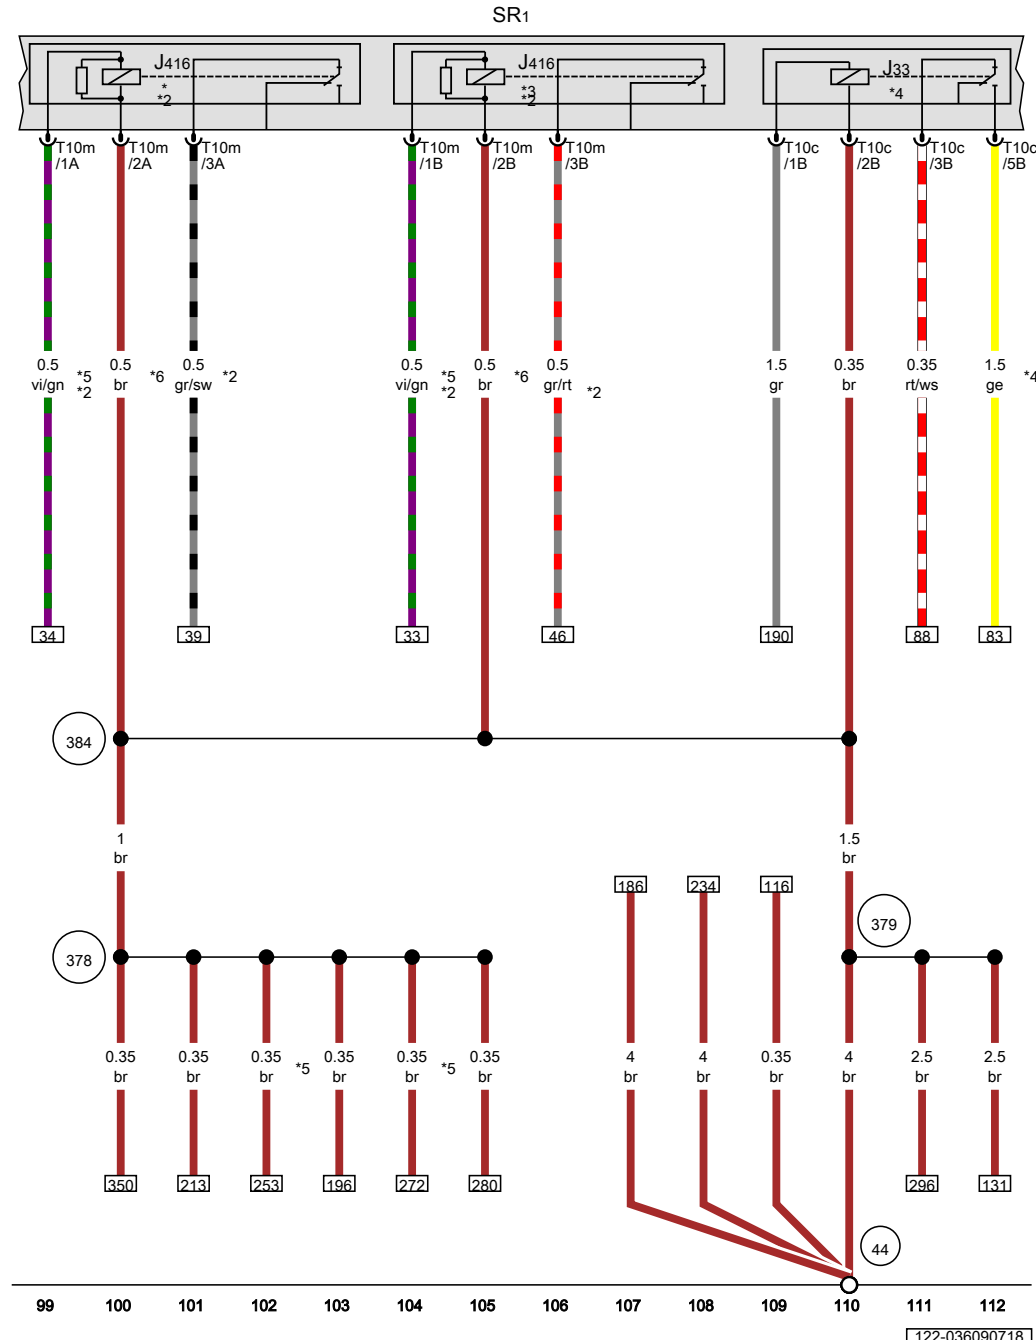 SR1
J416
*
*2
J416
*3
*2
J33
*4
T10m
/1A
T10m
/2A
T10m
/3A
T10m
/1B
T10m
/2B
T10m
/3B
T10c
/1B
T10c
/2B
T10c
/3B
T10c
/5B
0.5
vi/gn
*5
*2
0.5
br
*6
0.5
gr/sw
*2
0.5
vi/gn
*5
*2
0.5
br
*6
0.5
gr/rt
*2
1.5
gr
0.35
br
0.35
rt/ws
1.5
ge
*4
34
39
33
46
190
88
83
384
1
br
1.5
br
186
234
116
379
378
0.35
br
0.35
br
0.35
br
*5
0.35
br
0.35
br
*5
0.35
br
4
br
4
br
0.35
br
4
br
2.5
br
2.5
br
350
213
253
196
272
280
296
131
44
99 100 101 102 103 104 105 106 107 108 109 110 111 112
122-036090718